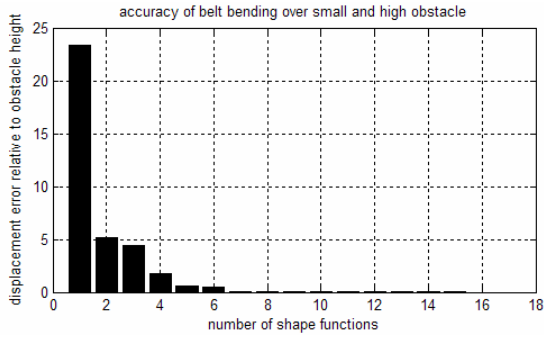 accuracy of belt bending over small and high obstacle
displacement error relative to obstacle height
25
20
15
10
5
0
0 2 4 6 8 10 12 14 16 18
number of shape functions